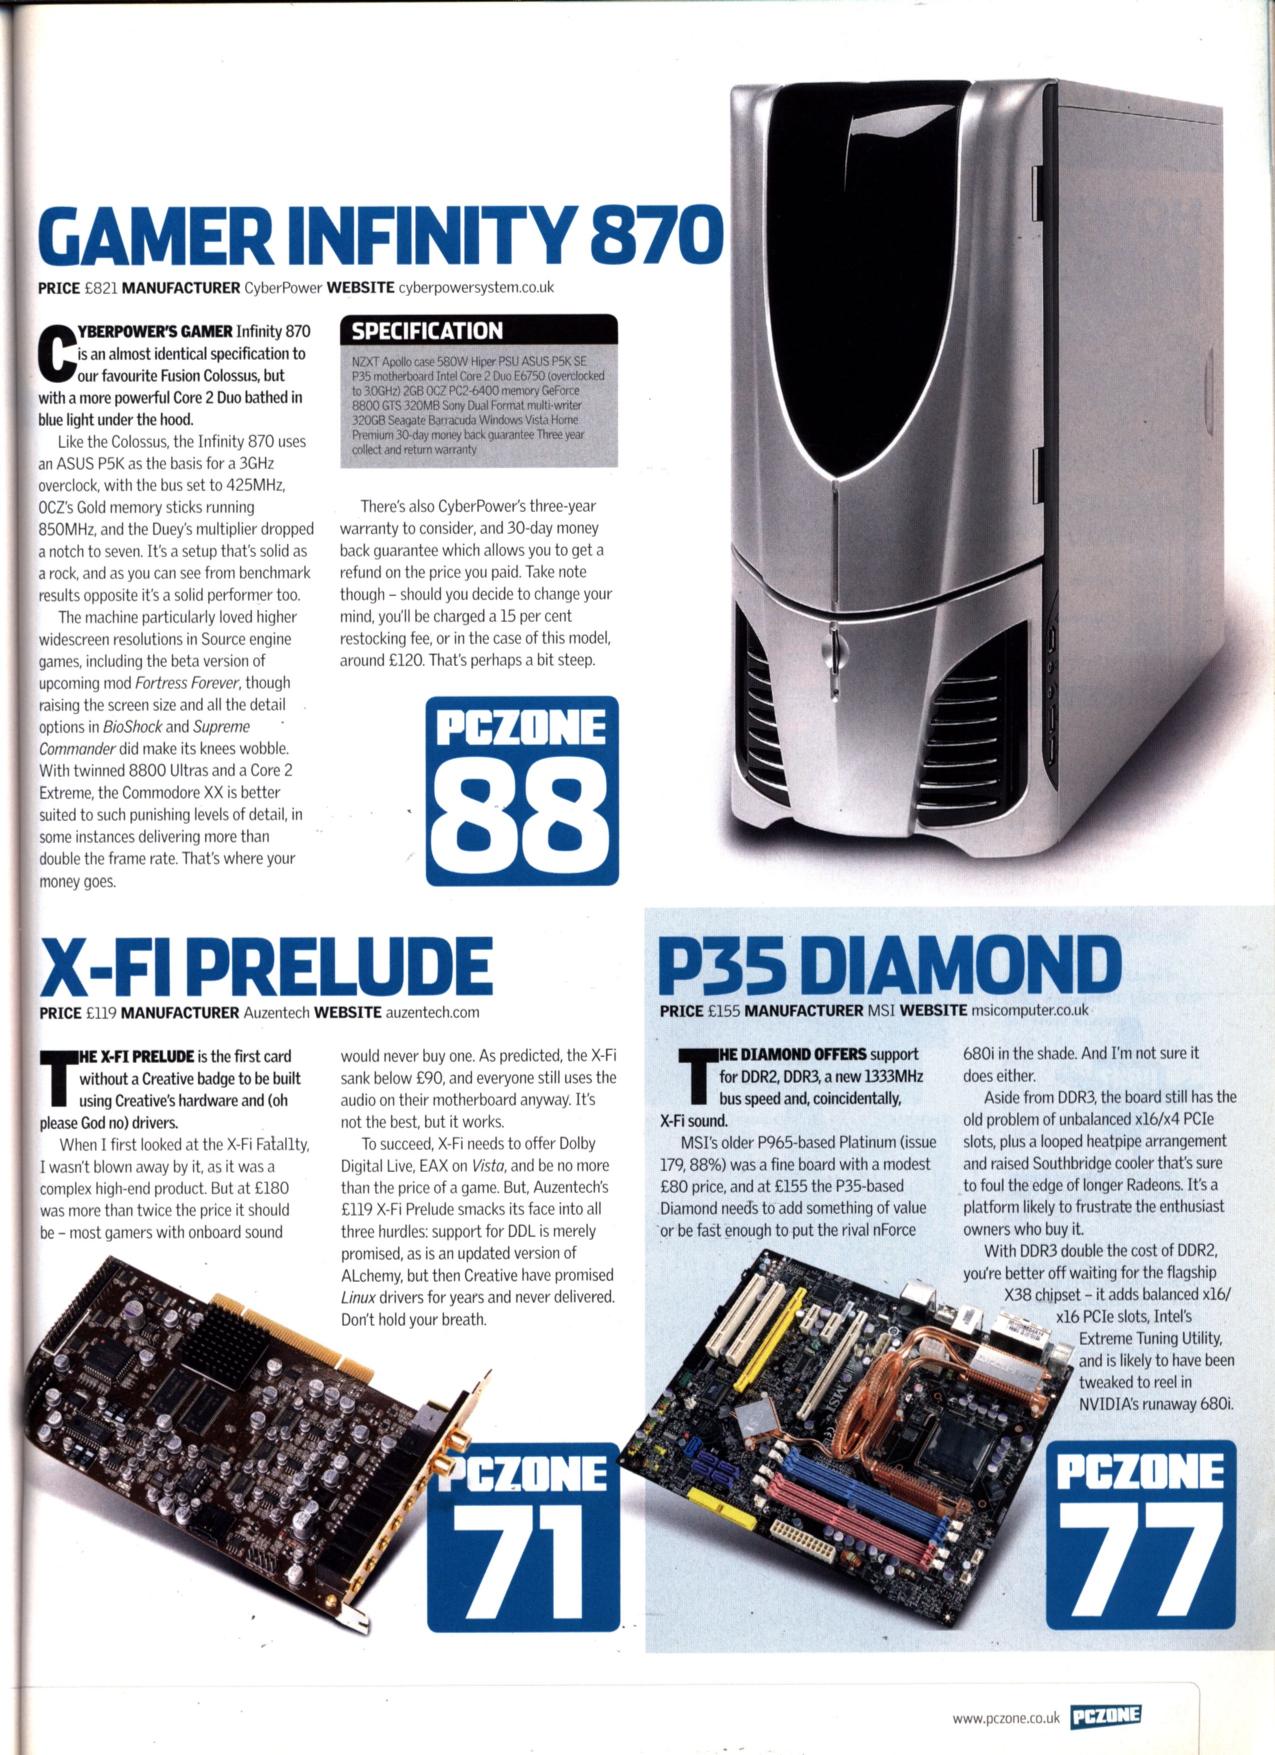 GAMER INFINITY 870
PRICE £821 MANUFACTURER CyberPower WEBSITE cyberpowersystem.co.uk
CYBERPOWER'S GAMER Infinity 870
is an almost identical specification to
our favourite Fusion Colossus, but
with a more powerful Core 2 Duo bathed in
blue light under the hood.
Like the Colossus, the Infinity 870 uses
an ASUS P5K as the basis for a 3GHz
overclock, with the bus set to 425MHz,
OCZ's Gold memory sticks running
850MHz, and the Duey's multiplier dropped
a notch to seven. It's a setup that's solid as
a rock, and as you can see from benchmark
results opposite it's a solid performer too.
The machine particularly loved higher
widescreen resolutions in Source engine
games, including the beta version of
upcoming mod Fortress Forever, though
raising the screen size and all the detail
options in BioShock and Supreme
Commander did make its knees wobble.
With twinned 8800 Ultras and a Core 2
Extreme, the Commodore XX is better
suited to such punishing levels of detail, in
some instances delivering more than
double the frame rate. That's where your
money goes.
SPECIFICATION
NZXT Apollo case 580W Hiper PSU ASUS P5K SE
P35 motherboard Intel Core 2 Duo E6750 (overclocked
to 3.0GHz) 2GB OCZ PC2-6400 memory GeForce
8800 GTS 320MB Sony Dual Format multi-writer
320GB Seagate Barracuda Windows Vista Home
Premium 30-day money back guarantee Three year
collect and return warranty
There's also CyberPower's three-year
warranty to consider, and 30-day money
back guarantee which allows you to get a
refund on the price you paid. Take note
though – should you decide to change your
mind, you'll be charged a 15 per cent
restocking fee, or in the case of this model,
around £120. That's perhaps a bit steep.
PCZONE
88
X-FI PRELUDE
PRICE £119 MANUFACTURER Auzentech WEBSITE auzentech.com
THE X-FI PRELUDE is the first card
without a Creative badge to be built
using Creative's hardware and (oh
please God no) drivers.
When I first looked at the X-Fi Fatal1ty,
I wasn't blown away by it, as it was a
complex high-end product. But at £180
was more than twice the price it should
be – most gamers with onboard sound
would never buy one. As predicted, the X-Fi
sank below £90, and everyone still uses the
audio on their motherboard anyway. It's
not the best, but it works.
To succeed, X-Fi needs to offer Dolby
Digital Live, EAX on Vista, and be no more
than the price of a game. But, Auzentech's
£119 X-Fi Prelude smacks its face into all
three hurdles: support for DDL is merely
promised, as is an updated version of
ALchemy, but then Creative have promised
Linux drivers for years and never delivered.
Don't hold your breath.
PCZONE
71
P35 DIAMOND
PRICE £155 MANUFACTURER MSI WEBSITE msicomputer.co.uk
THE DIAMOND OFFERS support
for DDR2, DDR3, a new 1333MHz
bus speed and, coincidentally,
X-Fi sound.
MSI's older P965-based Platinum (issue
179, 88%) was a fine board with a modest
£80 price, and at £155 the P35-based
Diamond needs to add something of value
or be fast enough to put the rival nForce
680i in the shade. And I'm not sure it
does either.
Aside from DDR3, the board still has the
old problem of unbalanced x16/x4 PCIe
slots, plus a looped heatpipe arrangement
and raised Southbridge cooler that's sure
to foul the edge of longer Radeons. It's a
platform likely to frustrate the enthusiast
owners who buy it.
With DDR3 double the cost of DDR2,
you're better off waiting for the flagship
X38 chipset – it adds balanced x16/
x16 PCIe slots, Intel's
Extreme Tuning Utility,
and is likely to have been
tweaked to reel in
NVIDIA's runaway 680i.
MSI
PCZONE
77
www.pczone.co.uk PCZONE